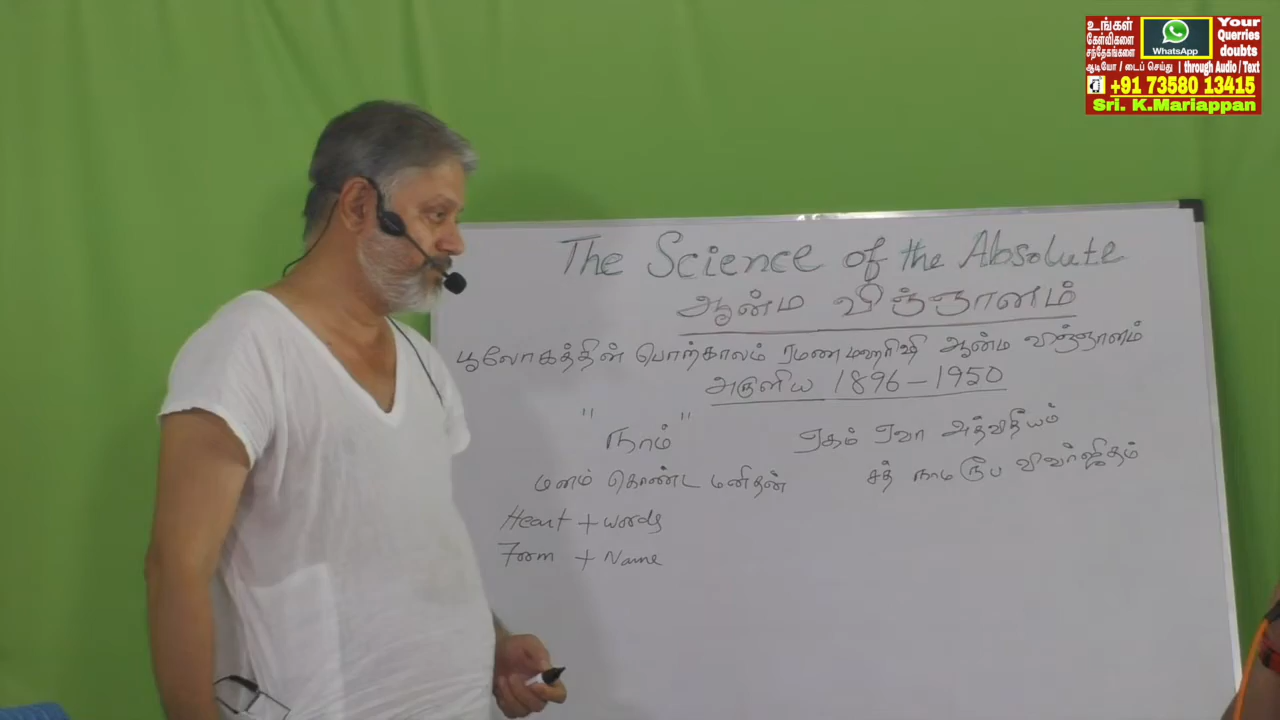 உங்கள்
கேள்விகளை
சந்தேகங்களை
ஆடியோ / டைப் செய்து
WhatsApp
Your
Querries
doubts
through Audio / Text
+91 73580 13415
Sri. K.Mariappan
The Science of the Absolute
ஆன்ம விஞ்ஞானம்
பூலோகத்தின் பொற்காலம் ரமண மஹரிஷி ஆன்ம விஞ்ஞானம்
அருளிய 1896 – 1950
" நாம் "
ஏகம் ஏவா அத்விதீயம்
மனம் கொண்ட மனிதன்
சத் நாம ரூப விவர்ஜிதம்
Heart + words
Form + Name